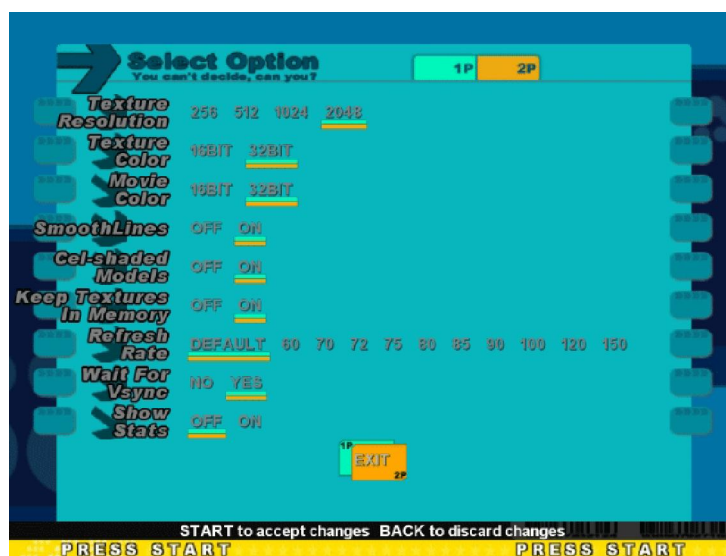 Select Option
You can't decide, can you?
1P 2P
Texture Resolution 256 512 1024 2048
Texture Color 16BIT 32BIT
Movie Color 16BIT 32BIT
SmoothLines OFF ON
Cel-shaded Models OFF ON
Keep Textures In Memory OFF ON
Refresh Rate DEFAULT 60 70 72 75 80 85 90 100 120 150
Wait For Vsync NO YES
Show Stats OFF ON
1P EXIT 2P
START to accept changes BACK to discard changes
PRESS START PRESS START